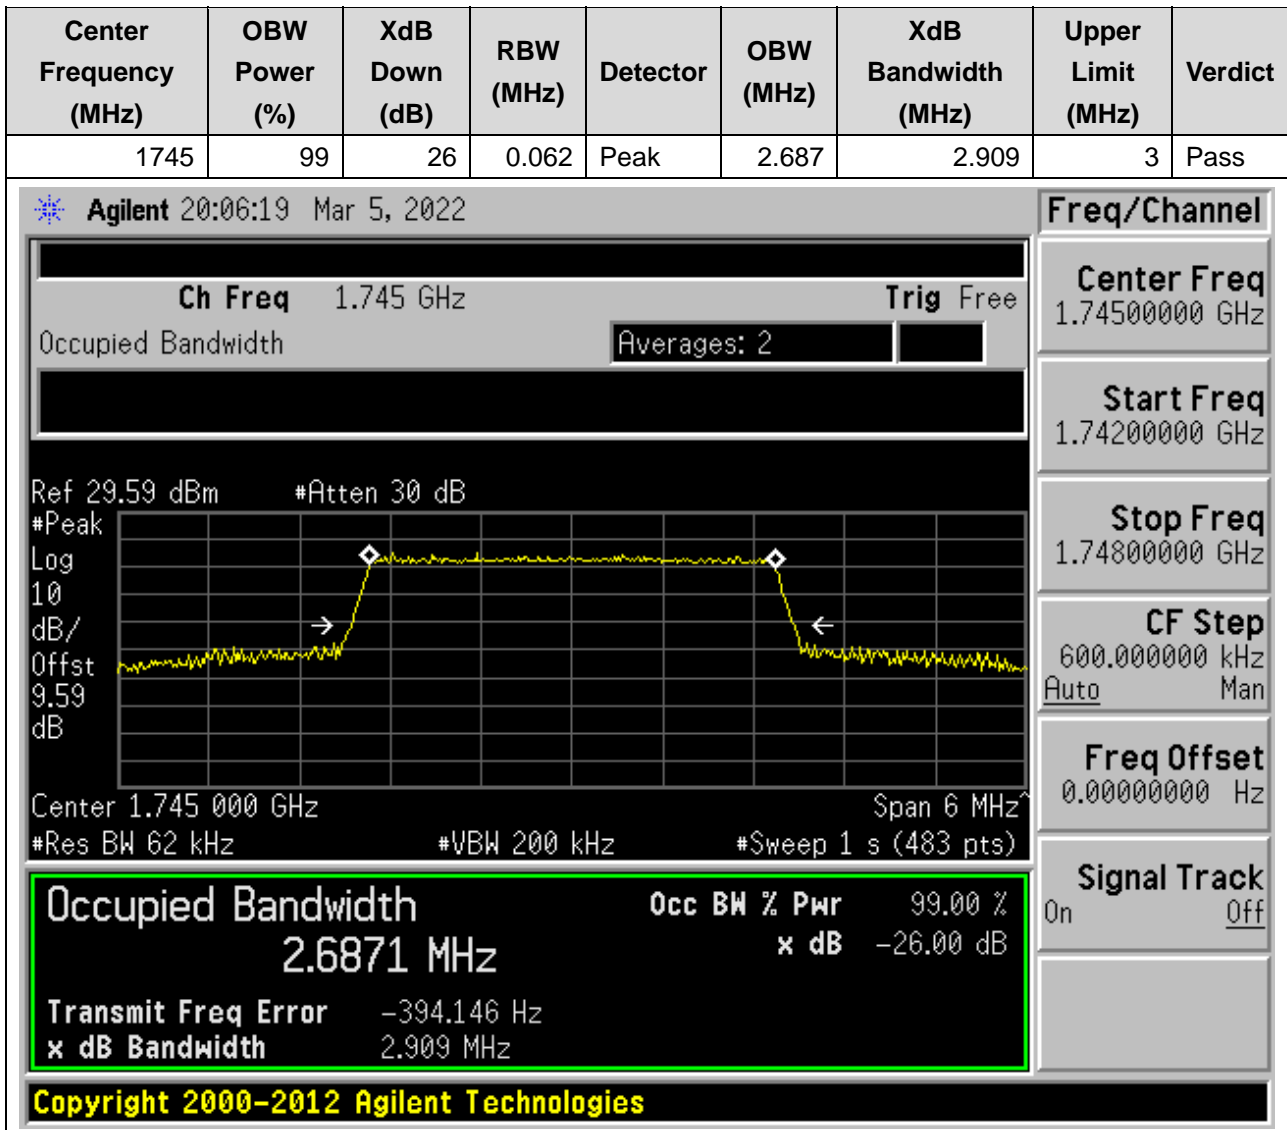 Center Frequency (MHz) OBW Power (%) XdB Down (dB) RBW (MHz) Detector OBW (MHz) XdB Bandwidth (MHz) Upper Limit (MHz) Verdict
1745 99 26 0.062 Peak 2.687 2.909 3 Pass
Agilent 20:06:19 Mar 5, 2022
Freq/Channel
Ch Freq 1.745 GHz Trig Free
Occupied Bandwidth Averages: 2
Center Freq
1.74500000 GHz
Start Freq
1.74200000 GHz
Stop Freq
1.74800000 GHz
CF Step
600.000000 kHz
Auto Man
Freq Offset
0.00000000 Hz
Signal Track
On Off
Ref 29.59 dBm #Atten 30 dB
#Peak
Log
10
dB/
Offst
9.59
dB
Center 1.745 000 GHz Span 6 MHz^
#Res BW 62 kHz #VBW 200 kHz #Sweep 1 s (483 pts)
Occupied Bandwidth Occ BW % Pwr 99.00 %
2.6871 MHz x dB -26.00 dB
Transmit Freq Error -394.146 Hz
x dB Bandwidth 2.909 MHz
Copyright 2000-2012 Agilent Technologies